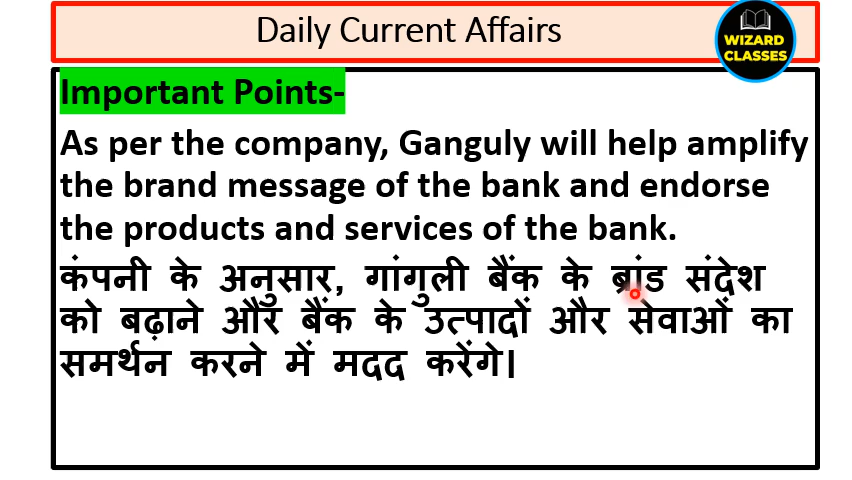 Daily Current Affairs
WIZARD
CLASSES
Important Points-
As per the company, Ganguly will help amplify
the brand message of the bank and endorse
the products and services of the bank.
कंपनी के अनुसार, गांगुली बैंक के ब्रांड संदेश
को बढ़ाने और बैंक के उत्पादों और सेवाओं का
समर्थन करने में मदद करेंगे।